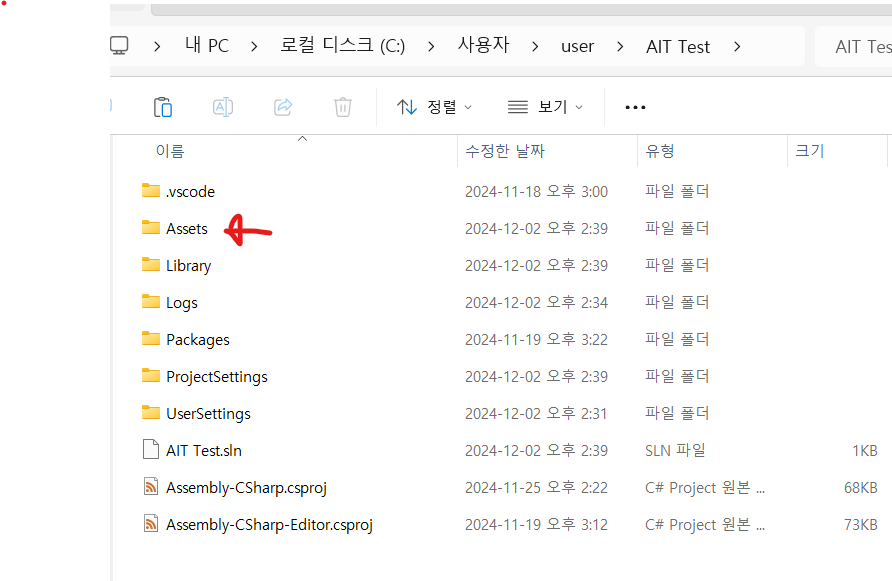 내 PC > 로컬 디스크 (C:) > 사용자 > user > AIT Test > AIT Tes
정렬 보기
이름 수정한 날짜 유형 크기
.vscode 2024-11-18 오후 3:00 파일 폴더
Assets 2024-12-02 오후 2:39 파일 폴더
Library 2024-12-02 오후 2:39 파일 폴더
Logs 2024-12-02 오후 2:34 파일 폴더
Packages 2024-11-19 오후 3:22 파일 폴더
ProjectSettings 2024-12-02 오후 2:39 파일 폴더
UserSettings 2024-12-02 오후 2:31 파일 폴더
AIT Test.sln 2024-12-02 오후 2:39 SLN 파일 1KB
Assembly-CSharp.csproj 2024-11-25 오후 2:22 C# Project 원본 ... 68KB
Assembly-CSharp-Editor.csproj 2024-11-19 오후 3:12 C# Project 원본 ... 73KB